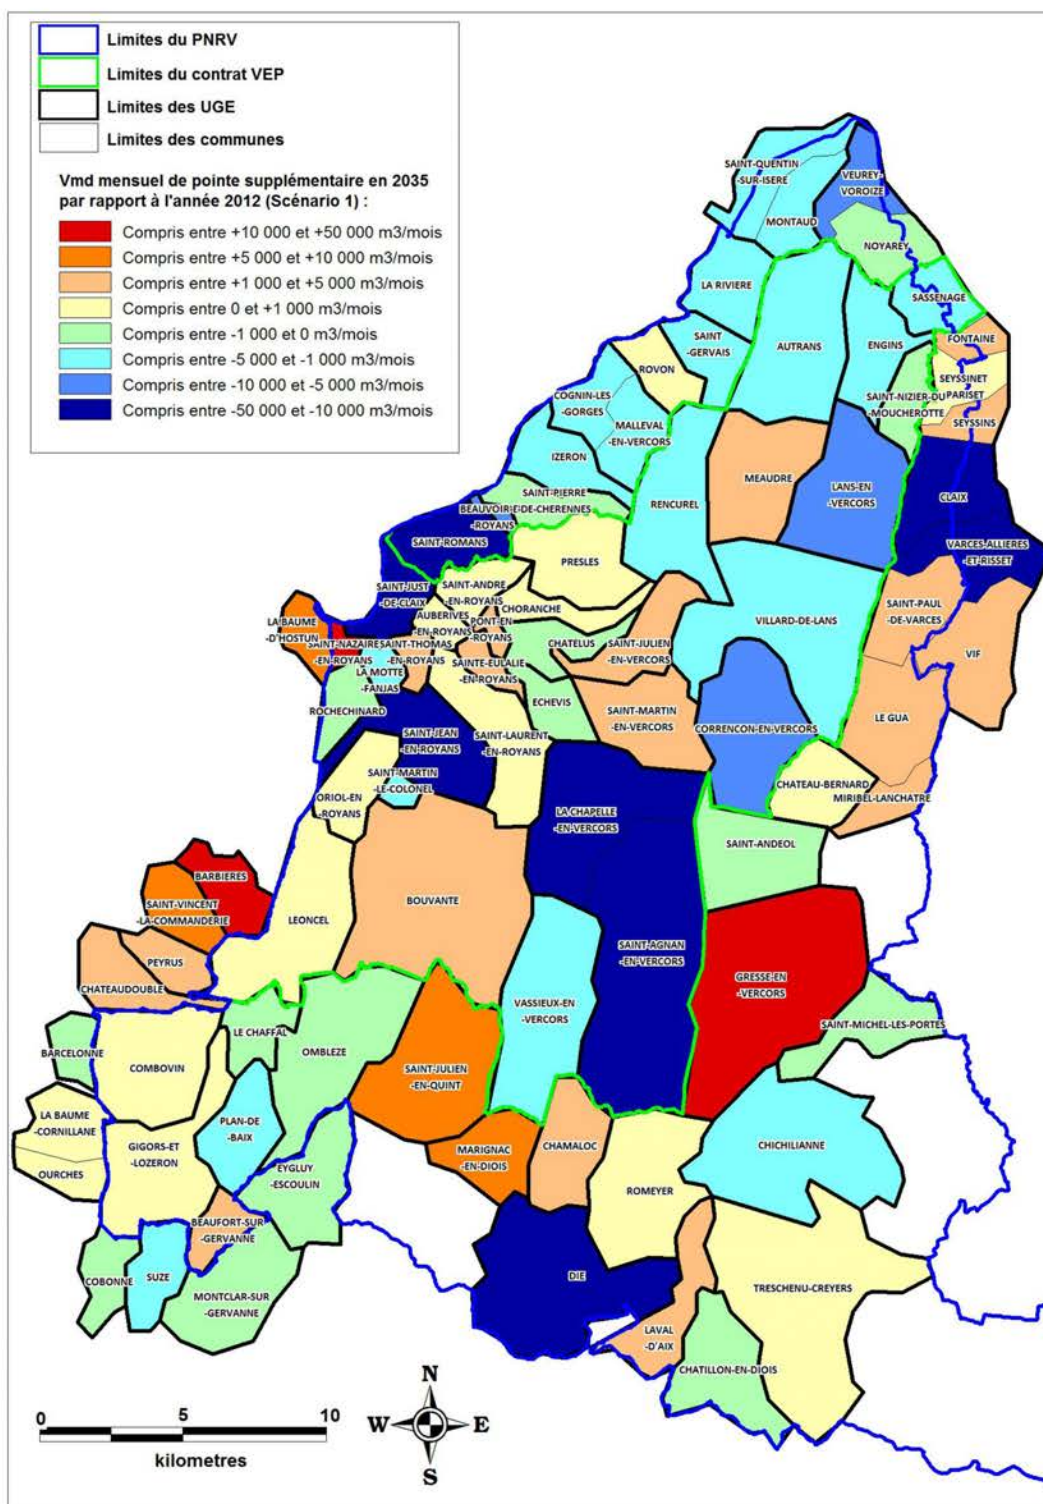 Limites du PNRV
Limites du contrat VEP
Limites des UGE
Limites des communes
Vmd mensuel de pointe supplémentaire en 2035
par rapport à l'année 2012 (Scénario 1) :
Compris entre +10 000 et +50 000 m3/mois
Compris entre +5 000 et +10 000 m3/mois
Compris entre +1 000 et +5 000 m3/mois
Compris entre 0 et +1 000 m3/mois
Compris entre -1 000 et 0 m3/mois
Compris entre -5 000 et -1 000 m3/mois
Compris entre -10 000 et -5 000 m3/mois
Compris entre -50 000 et -10 000 m3/mois
SAINT-QUENTIN
-SUR-ISERE
VEUREY-
VOROIZE
MONTAUD
NOYAREY
LA RIVIERE
SASSENAGE
FONTAINE
SAINT
-GERVAIS
AUTRANS
ENGINS
ROVON
SEYSSINET
PARISET
SAINT-NIZIER-DU
-MOUCHEROTTE
SEYSSINS
COGNIN-LES
-GORGES
MALLEVAL
-EN-VERCORS
IZERON
MEAUDRE
LANS-EN
-VERCORS
CLAIX
SAINT-PIERRE
-DE-CHERENNES
BEAUVOIR-E
-ROYANS
RENCUREL
SAINT-ROMANS
VARCES-ALLIERES
-ET-RISSET
PRESLES
SAINT-JUST
-DE-CLAIX
SAINT-ANDRE
-EN-ROYANS
CHORANCHE
AUBERIVES
-EN-ROYANS
PONT-EN
-ROYANS
SAINT-PAUL
-DE-VARCES
LA BAUME
-D'HOSTUN
VILLARD-DE-LANS
SAINT-NAZAIRE
-EN-ROYANS
SAINT-THOMAS
-EN-ROYANS
CHATELUS
SAINT-JULIEN
-EN-VERCORS
VIF
LA MOTTE
-FANJAS
SAINTE-EULALIE
-EN-ROYANS
ROCHECHINARD
ECHEVIS
SAINT-MARTIN
-EN-VERCORS
LE GUA
CORRENCON-EN-VERCORS
SAINT-JEAN
-EN-ROYANS
SAINT-LAURENT
-EN-ROYANS
SAINT-MARTIN
-LE-COLONEL
CHATEAU-BERNARD
MIRIBEL-LANCHATRE
ORIOL-EN
-ROYANS
LA CHAPELLE
-EN-VERCORS
SAINT-ANDEOL
BARBIERES
BOUVANTE
SAINT-VINCENT
-LA-COMMANDERIE
LEONCEL
SAINT-AGNAN
-EN-VERCORS
PEYRUS
CHATEAUDOUBLE
GRESSE-EN
-VERCORS
VASSIEUX-EN
-VERCORS
SAINT-MICHEL-LES-PORTES
LE CHAFFAL
OMBLEZE
BARCELONNE
COMBOVIN
SAINT-JULIEN
-EN-QUINT
LA BAUME
-CORNILLANE
PLAN-DE
-BAIX
GIGORS-ET
-LOZERON
MARIGNAC
-EN-DIOIS
CHAMALOC
CHICHILIANNE
OURCHES
EYGLUY
-ESCOULIN
ROMEYER
BEAUFORT-SUR
-GERVANNE
COBONNE
SUZE
DIE
TRESCHENU-CREYERS
MONTCLAR-SUR
-GERVANNE
LAVAL
-D'AIX
CHATILLON-EN-DIOIS
N
W E
S
0 5 10
kilometres